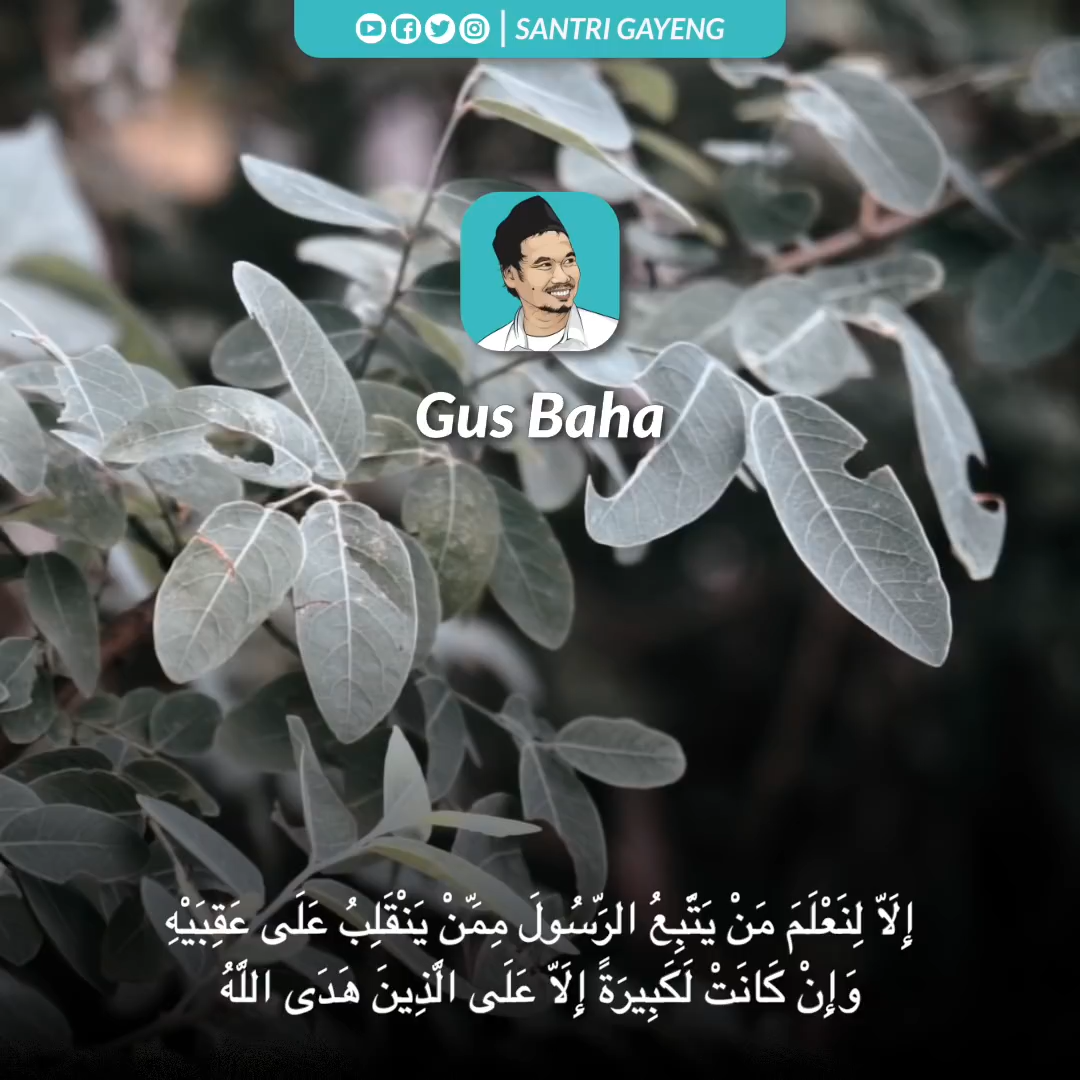 SANTRI GAYENG
Gus Baha
إِلَّا لِنَعْلَمَ مَنْ يَتَّبِعُ الرَّسُولَ مِمَّنْ يَنْقَلِبُ عَلَى عَقِبَيْهِ
وَإِنْ كَانَتْ لَكَبِيرَةً إِلَّا عَلَى الَّذِينَ هَدَى اللَّهُ